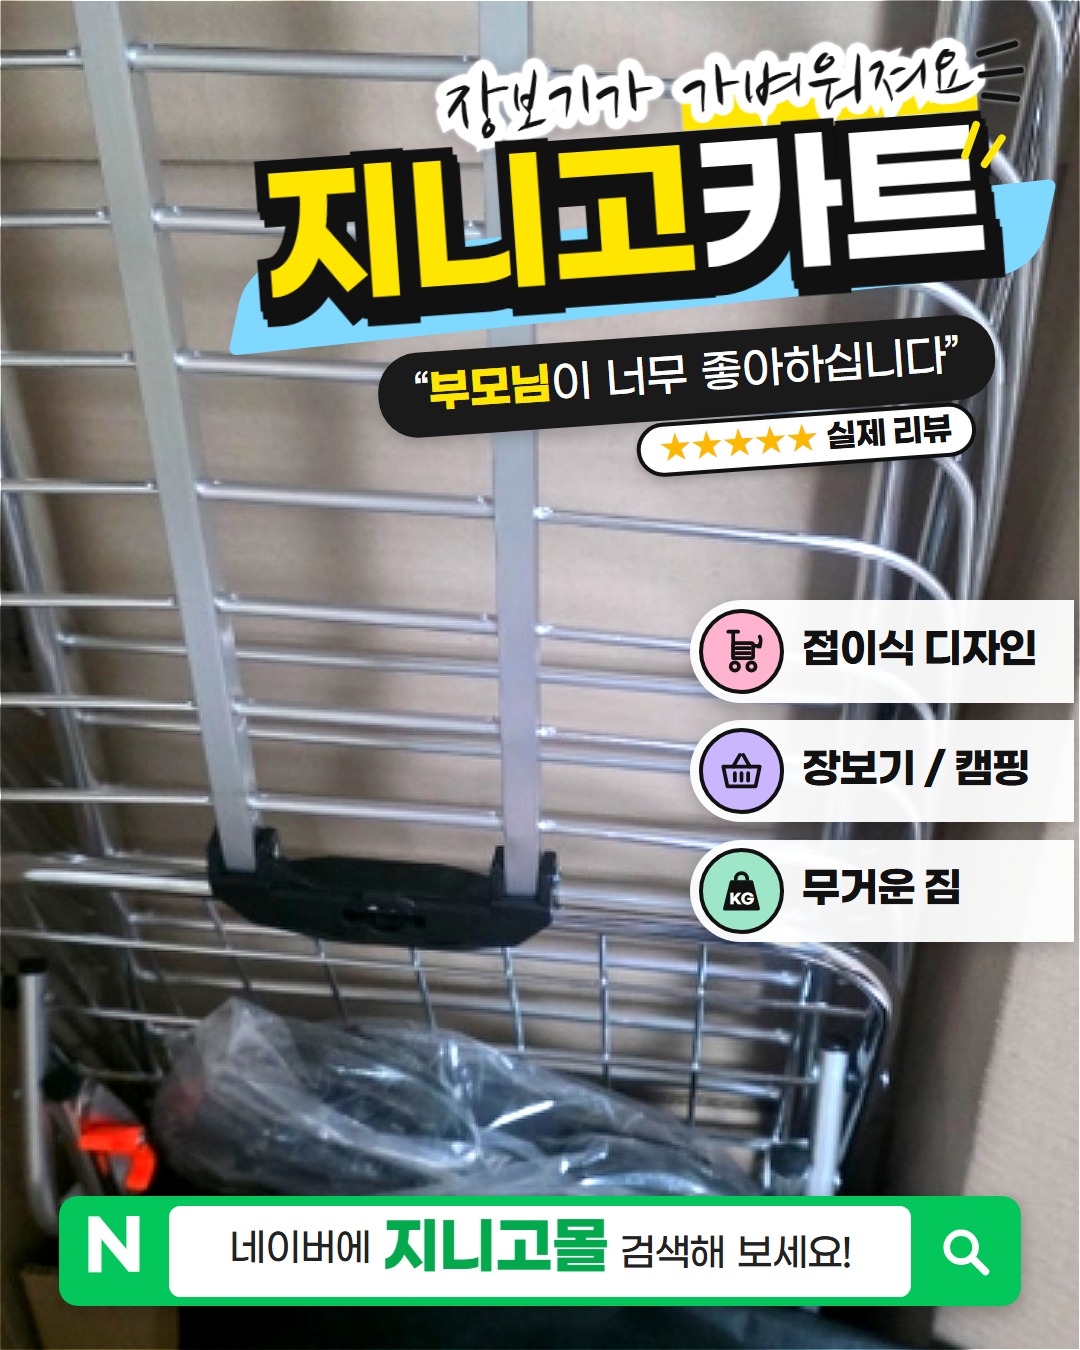 장보기가 가벼워져요
지니고카트
“부모님이 너무 좋아하십니다”
★★★★★ 실제 리뷰
접이식 디자인
장보기 / 캠핑
KG 무거운 짐
N 네이버에 지니고몰 검색해 보세요!